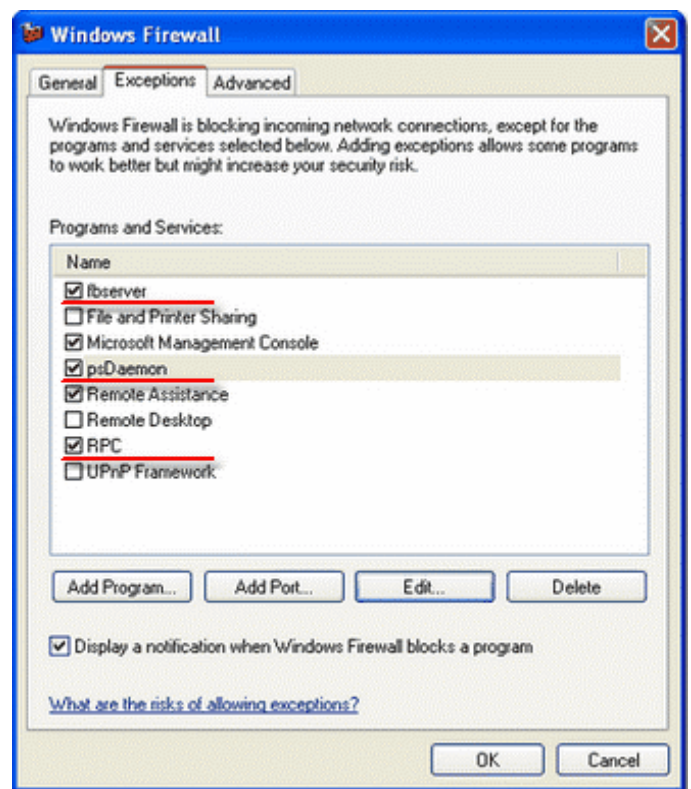 Windows Firewall
General Exceptions Advanced
Windows Firewall is blocking incoming network connections, except for the
programs and services selected below. Adding exceptions allows some programs
to work better but might increase your security risk.
Programs and Services:
Name
fbserver
File and Printer Sharing
Microsoft Management Console
psDaemon
Remote Assistance
Remote Desktop
RPC
UPnP Framework
Add Program... Add Port... Edit... Delete
Display a notification when Windows Firewall blocks a program
What are the risks of allowing exceptions?
OK Cancel